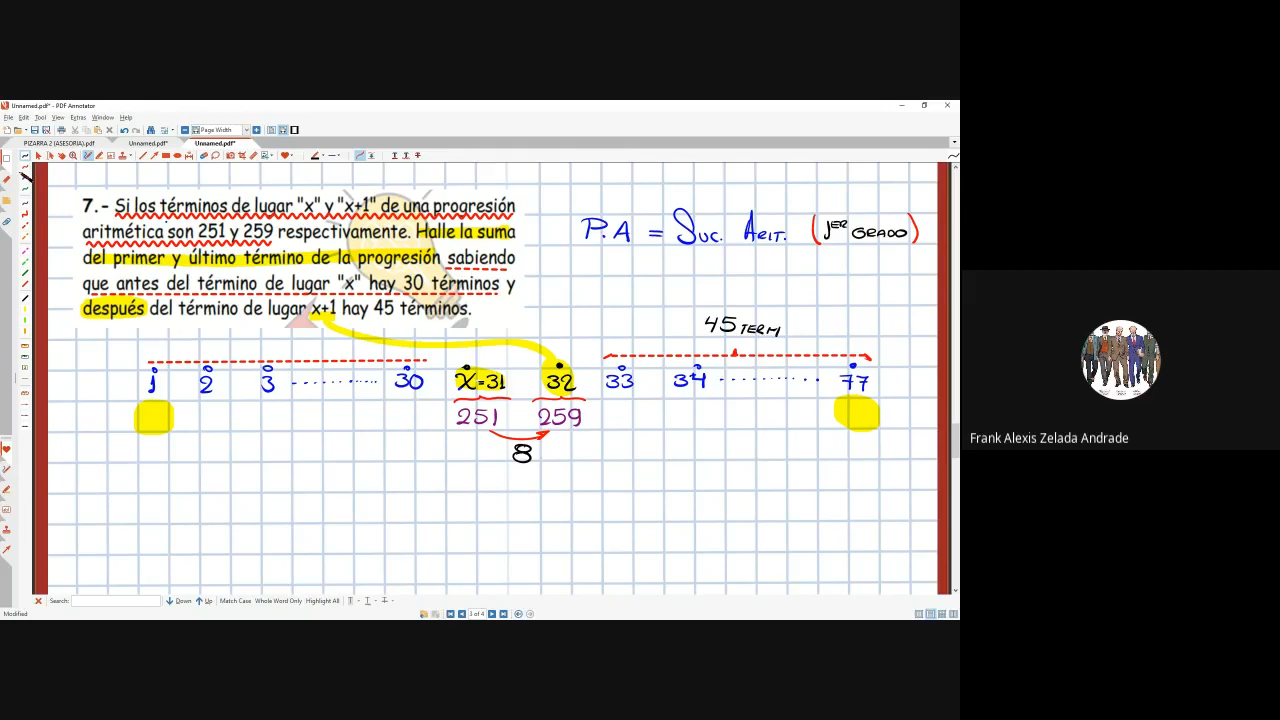 Unnamed.pdf* - PDF Annotator
File Edit Tool View Extras Window Help
Page Width
PIZARRA 2 (ASESORIA).pdf Unnamed.pdf* Unnamed.pdf*
7.- Si los términos de lugar "x" y "x+1" de una progresión
aritmética son 251 y 259 respectivamente. Halle la suma
del primer y último término de la progresión sabiendo
que antes del término de lugar "x" hay 30 términos y
después del término de lugar x+1 hay 45 términos.
P.A = Suc. Arit. (1er GRADO)
45 TERM
1 2 3 ........... 30 x=31 32 33 34 ........... 77
251 259
8
Frank Alexis Zelada Andrade
Search: Down Up Match Case Whole Word Only Highlight All
Modified 3 of 4